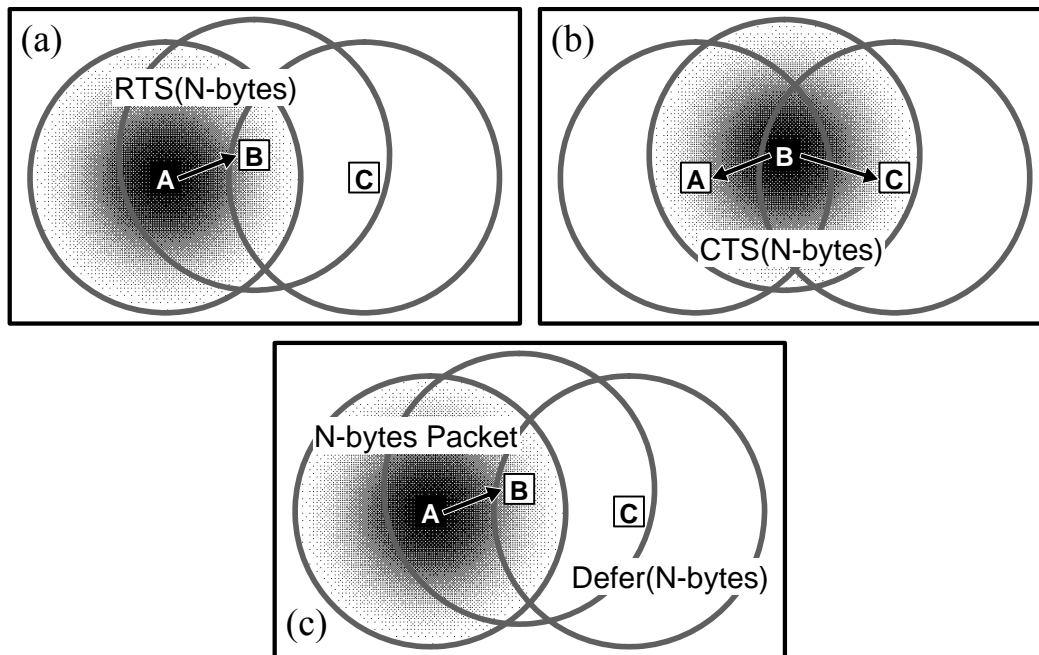 (a)
RTS(N-bytes)
A
B
C
(b)
A
B
C
CTS(N-bytes)
(c)
N-bytes Packet
A
B
C
Defer(N-bytes)